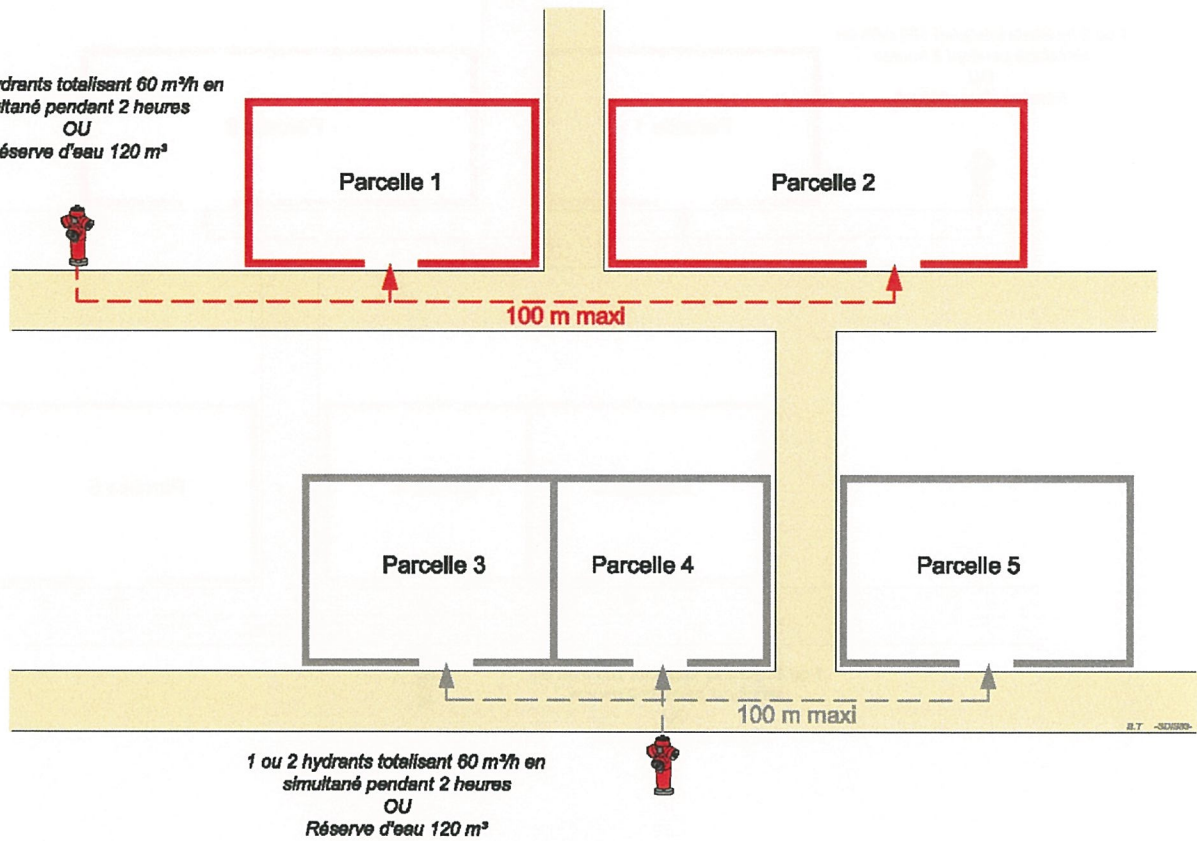 ydrants totalisant 60 m³/h en
ultané pendant 2 heures
OU
éserve d'eau 120 m³
Parcelle 1
Parcelle 2
100 m maxi
Parcelle 3
Parcelle 4
Parcelle 5
100 m maxi
1 ou 2 hydrants totalisant 60 m³/h en
simultané pendant 2 heures
OU
Réserve d'eau 120 m³